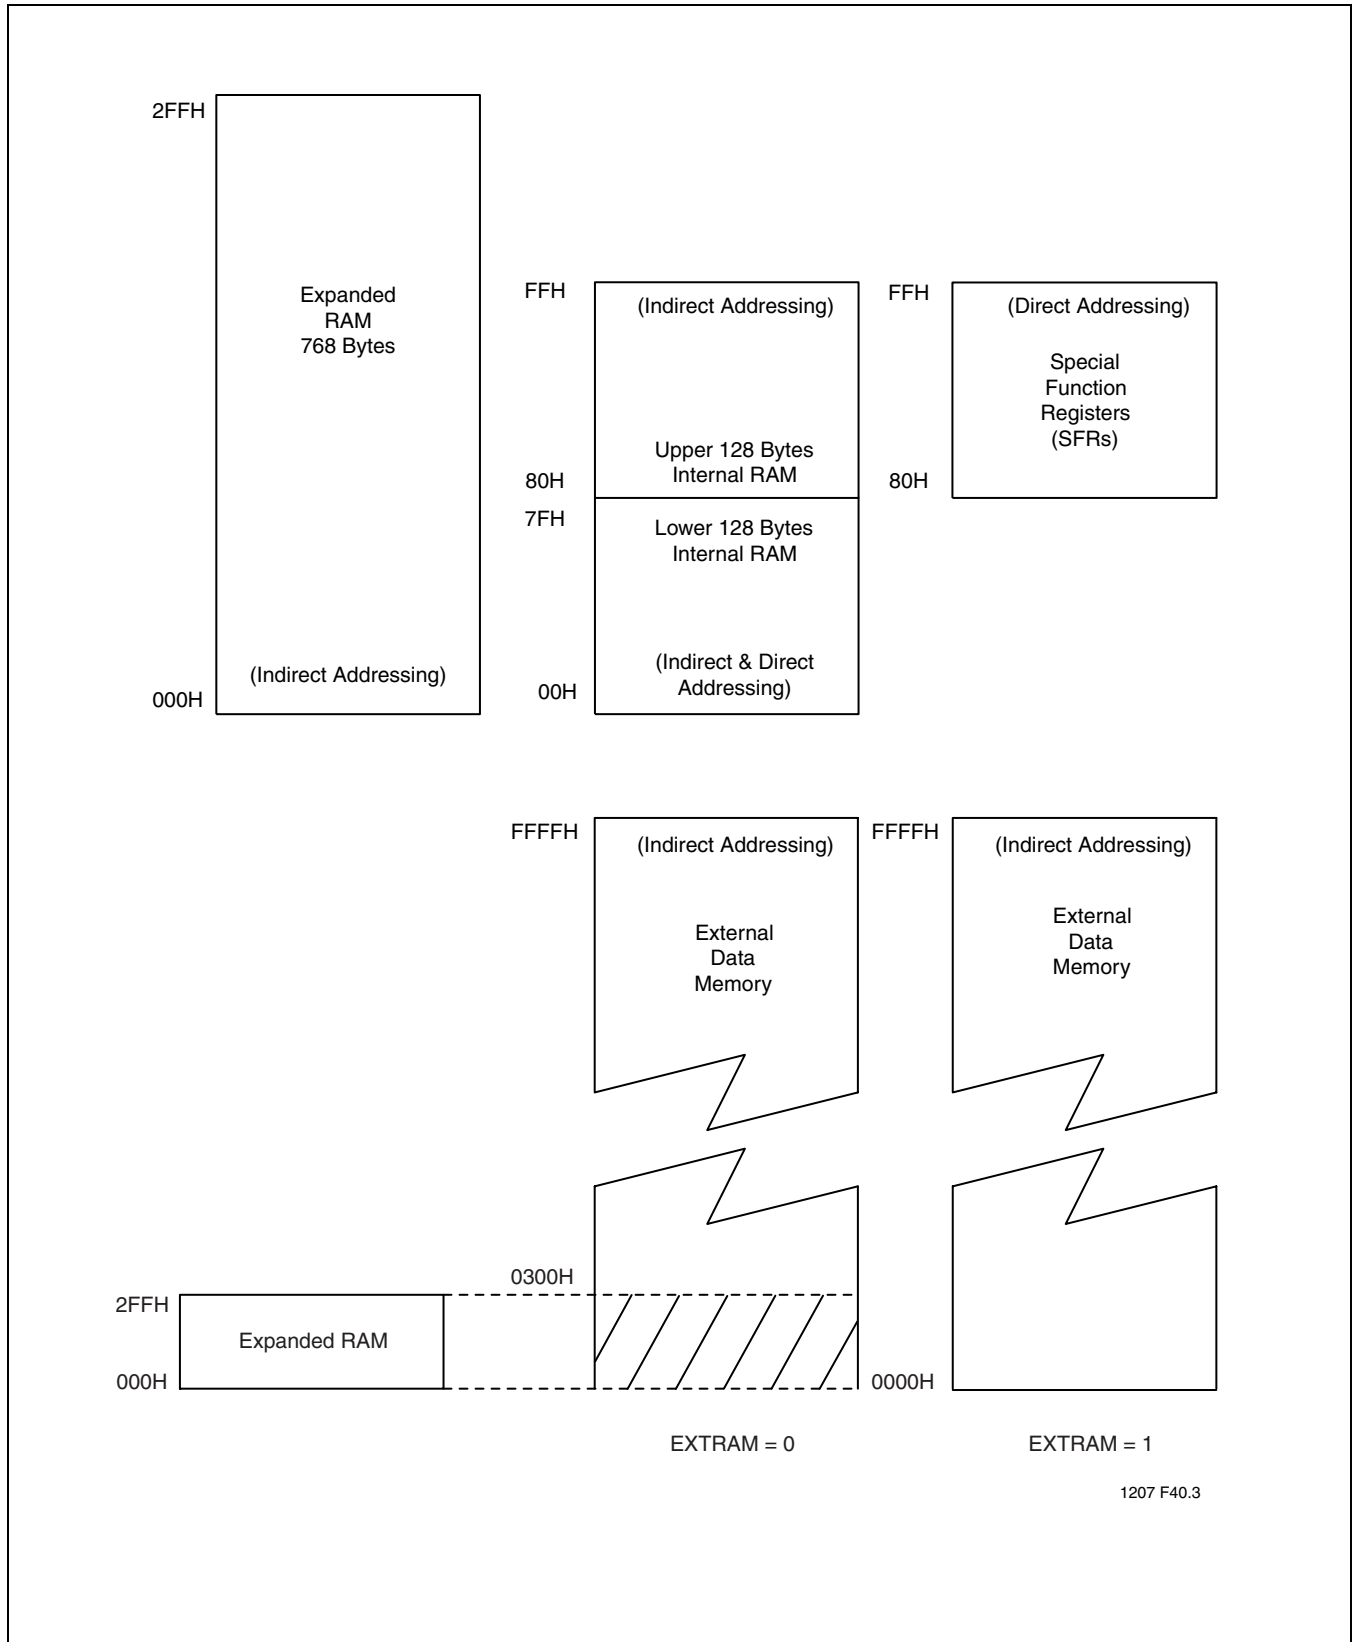 2FFH
Expanded
RAM
768 Bytes
(Indirect Addressing)
000H
FFH
(Indirect Addressing)
Upper 128 Bytes
Internal RAM
80H
7FH
Lower 128 Bytes
Internal RAM
(Indirect & Direct
Addressing)
00H
FFH
(Direct Addressing)
Special
Function
Registers
(SFRs)
80H
FFFFH
(Indirect Addressing)
External
Data
Memory
FFFFH
(Indirect Addressing)
External
Data
Memory
2FFH
Expanded RAM
000H
0300H
0000H
EXTRAM = 0
EXTRAM = 1
1207 F40.3